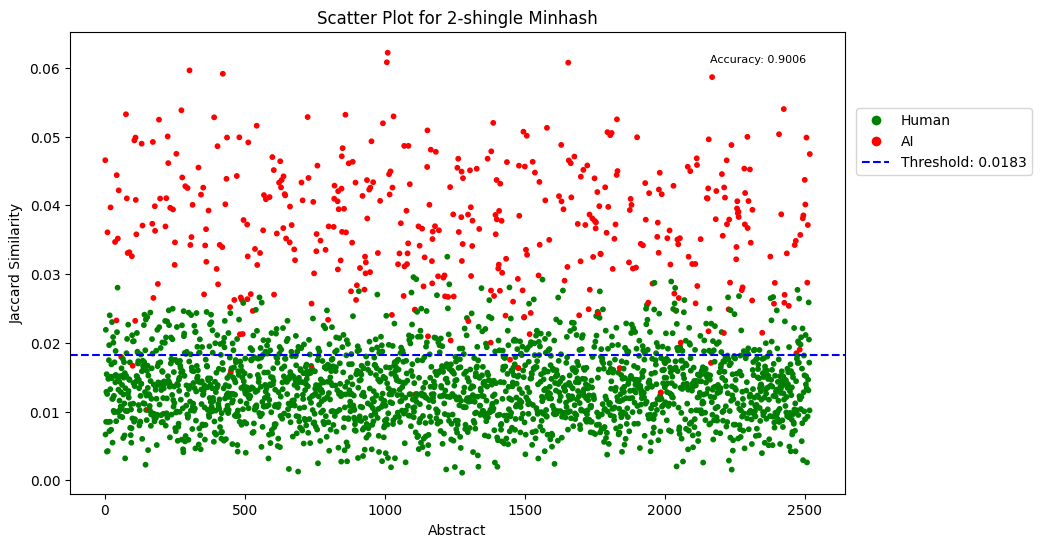 Scatter Plot for 2-shingle Minhash
Accuracy: 0.9006
Human
AI
Threshold: 0.0183
Jaccard Similarity
0.06
0.05
0.04
0.03
0.02
0.01
0.00
0
500
1000
1500
2000
2500
Abstract